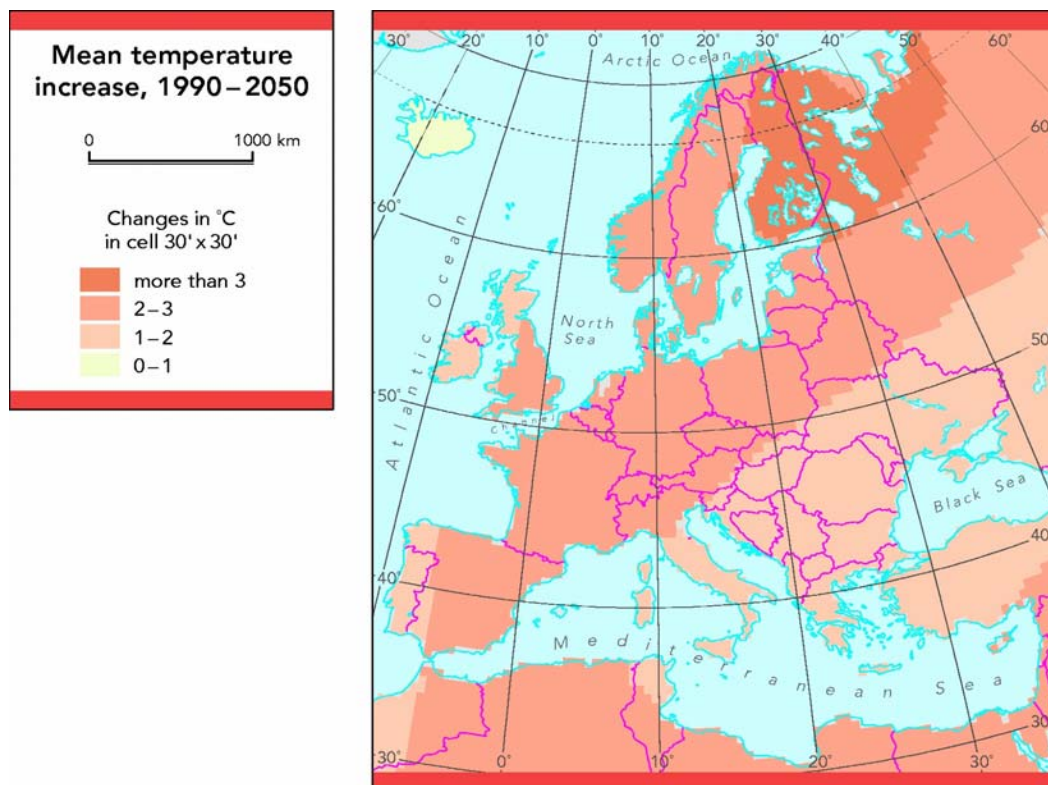 Mean temperature
increase, 1990–2050
0 1000 km
Changes in °C
in cell 30' x 30'
more than 3
2–3
1–2
0–1
30° 20° 10° 0° 10° 20° 30° 40° 50° 60°
Arctic Ocean
60°
60°
Atlantic Ocean
North
Sea
50°
50°
Channel
Black Sea
40°
40°
Mediterranean Sea
30°
30°
0° 10° 20° 30°